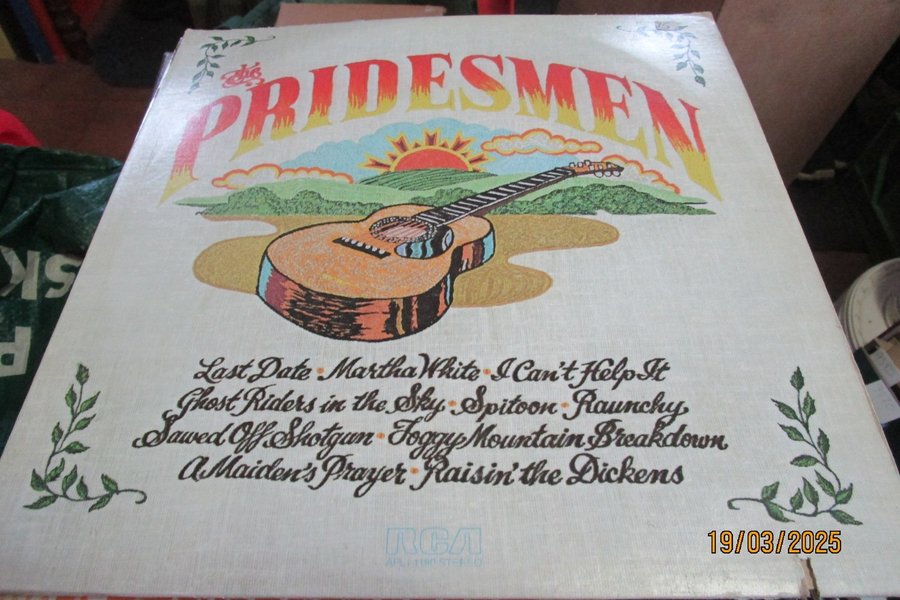 the
PRIDESMEN
Last Date • Martha White • I Can't Help It
Ghost Riders in the Sky • Spitoon • Raunchy
Sawed Off Shotgun • Foggy Mountain Breakdown
A Maiden's Prayer • Raisin' the Dickens
RCA
STEREO
19/03/2025